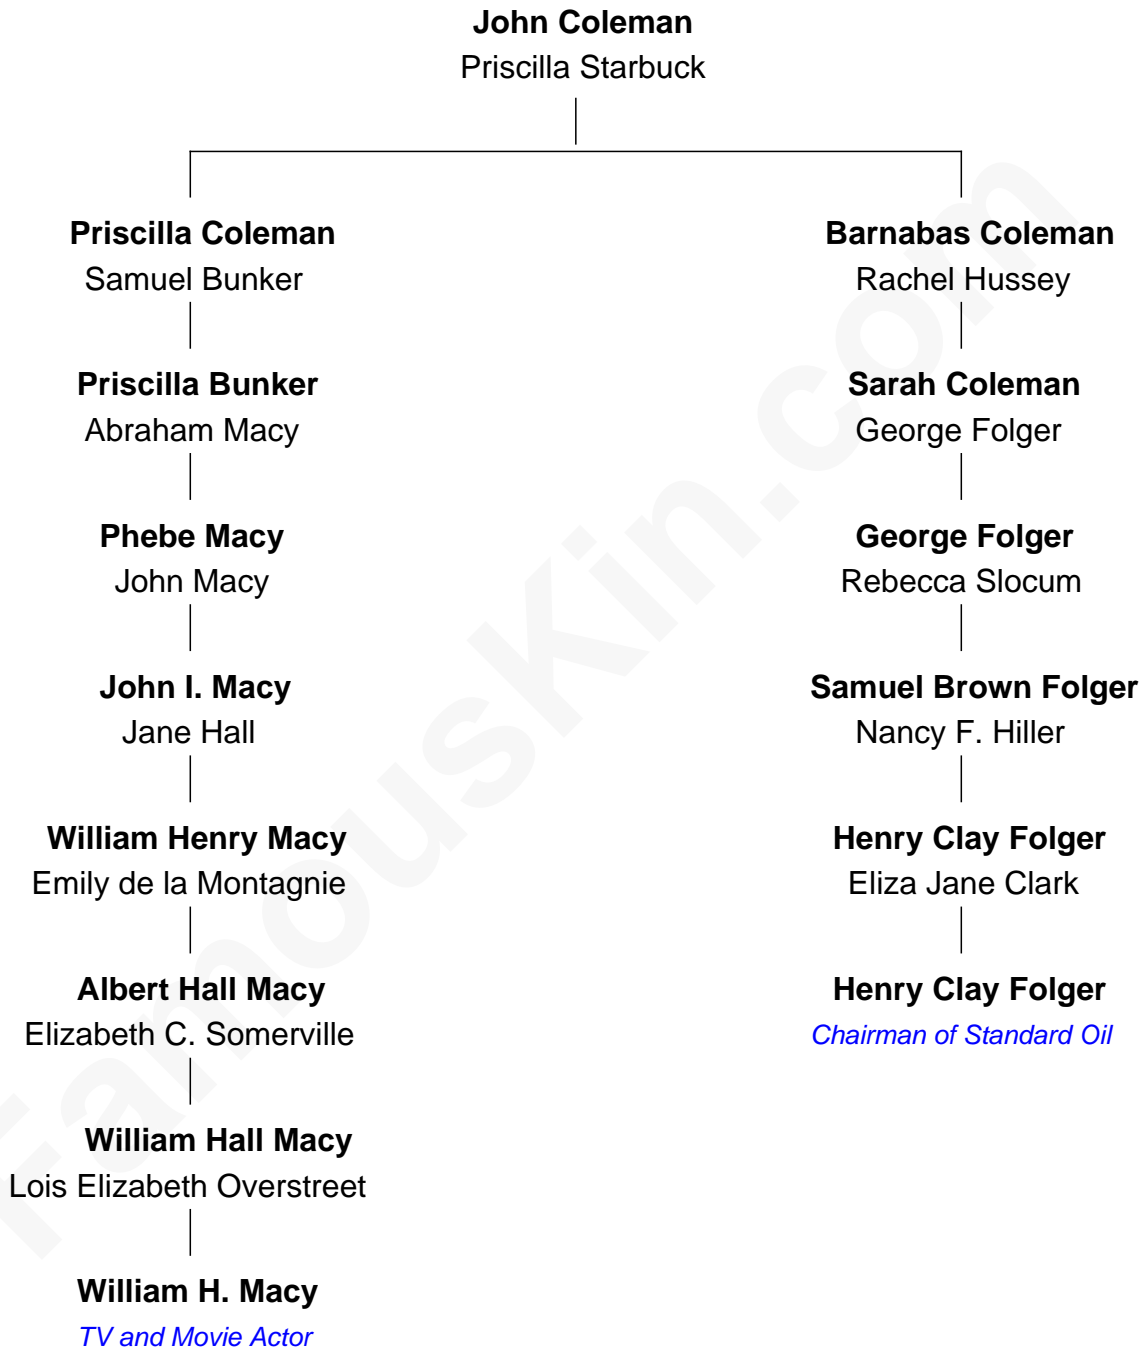 John Coleman
Priscilla Starbuck
Priscilla Coleman
Samuel Bunker
Barnabas Coleman
Rachel Hussey
Priscilla Bunker
Abraham Macy
Sarah Coleman
George Folger
Phebe Macy
John Macy
George Folger
Rebecca Slocum
John I. Macy
Jane Hall
Samuel Brown Folger
Nancy F. Hiller
William Henry Macy
Emily de la Montagnie
Henry Clay Folger
Eliza Jane Clark
Albert Hall Macy
Elizabeth C. Somerville
Henry Clay Folger
Chairman of Standard Oil
William Hall Macy
Lois Elizabeth Overstreet
William H. Macy
TV and Movie Actor
FamousKin.com